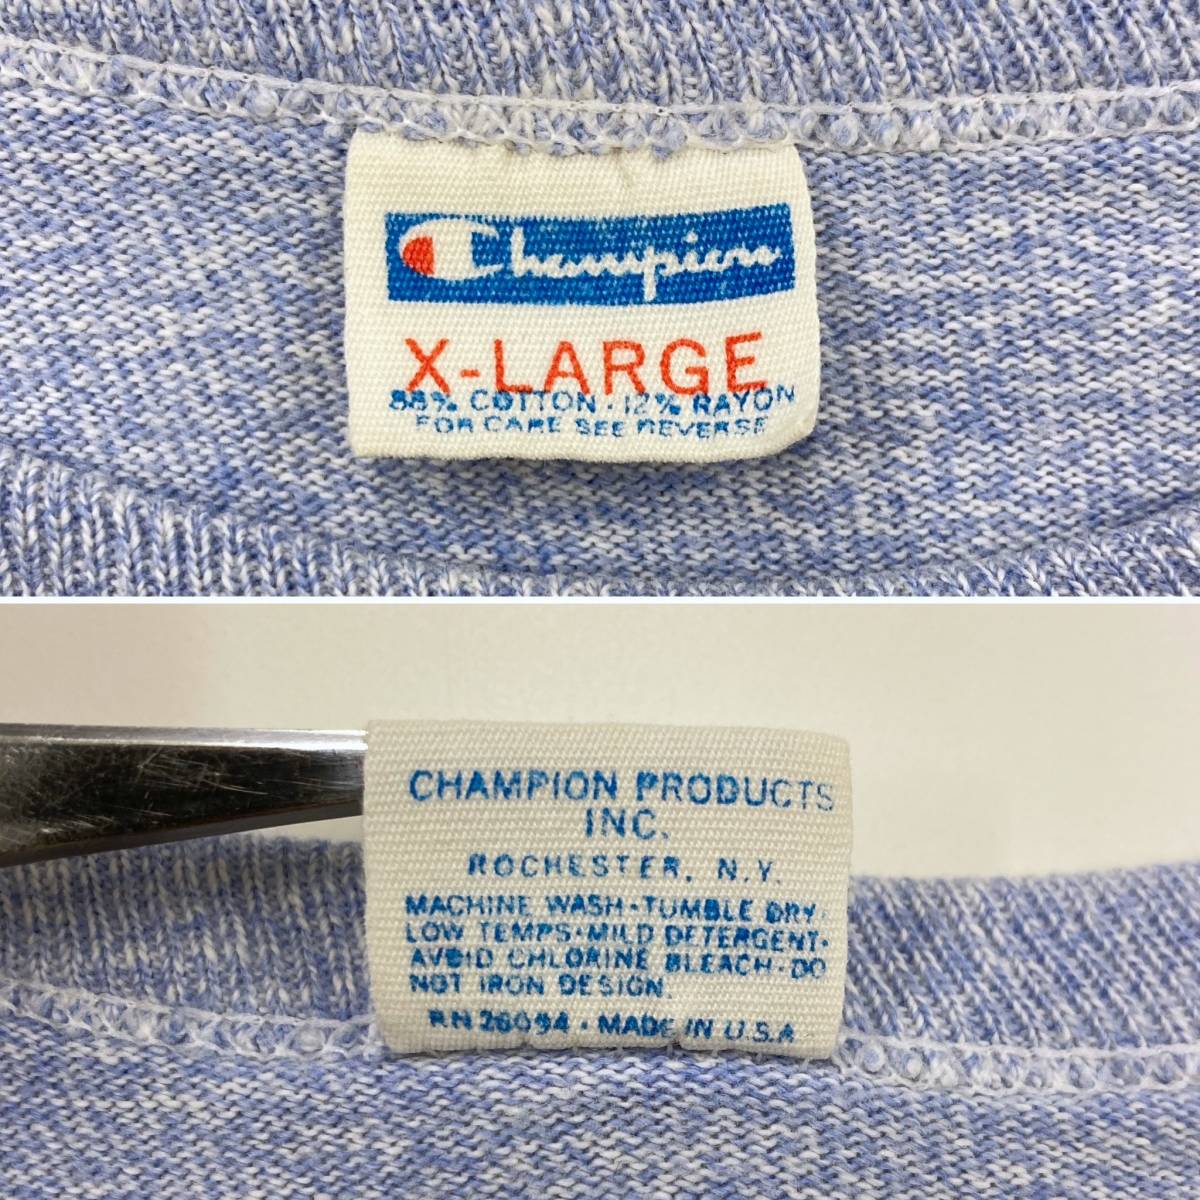 Champion
X-LARGE
88% COTTON · 12% RAYON
FOR CARE SEE REVERSE
CHAMPION PRODUCTS
INC.
ROCHESTER, N.Y.
MACHINE WASH·TUMBLE DRY·
LOW TEMPS·MILD DETERGENT·
AVOID CHLORINE BLEACH·DO
NOT IRON DESIGN.
RN 26094 · MADE IN U.S.A.